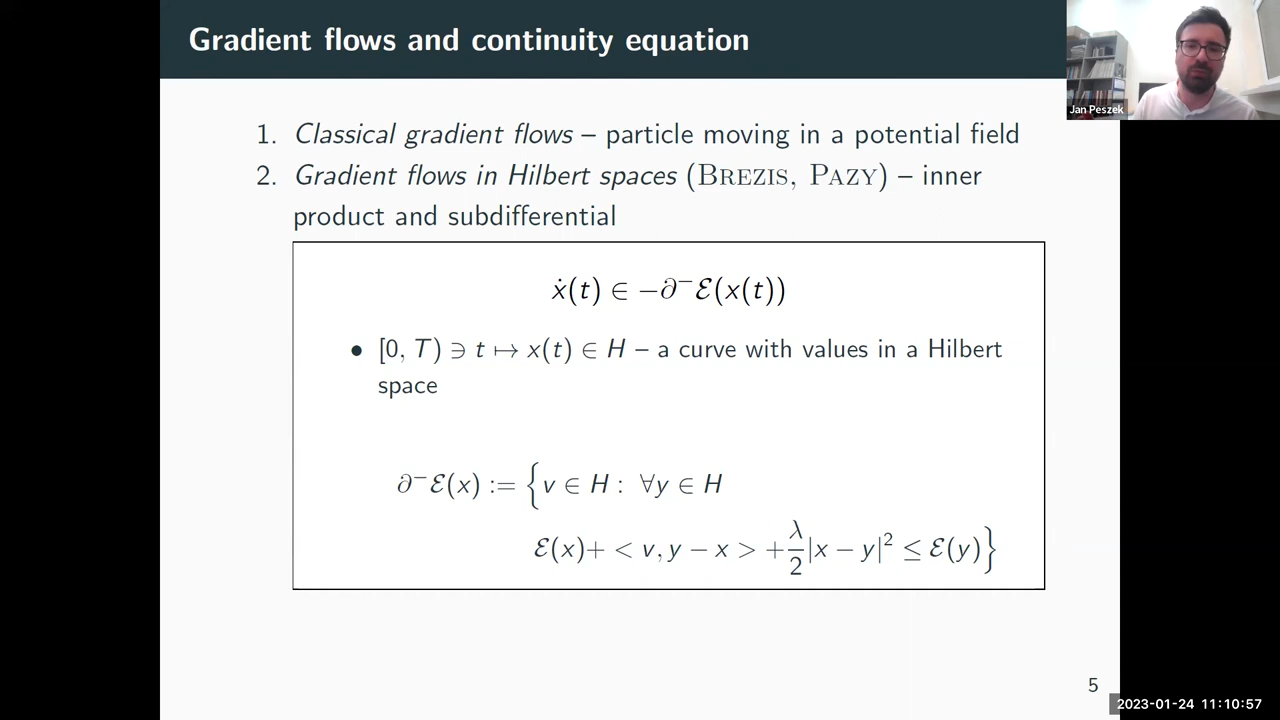 Gradient flows and continuity equation
Jan Peszek
1. Classical gradient flows – particle moving in a potential field
2. Gradient flows in Hilbert spaces (Brezis, Pazy) – inner
product and subdifferential
ẋ(t) ∈ −∂⁻ℰ(x(t))
• [0, T) ∋ t ↦ x(t) ∈ H – a curve with values in a Hilbert
space
∂⁻ℰ(x) := {v ∈ H : ∀y ∈ H
ℰ(x)+ < v, y − x > +λ/2|x − y|² ≤ ℰ(y)}
5
2023-01-24 11:10:57